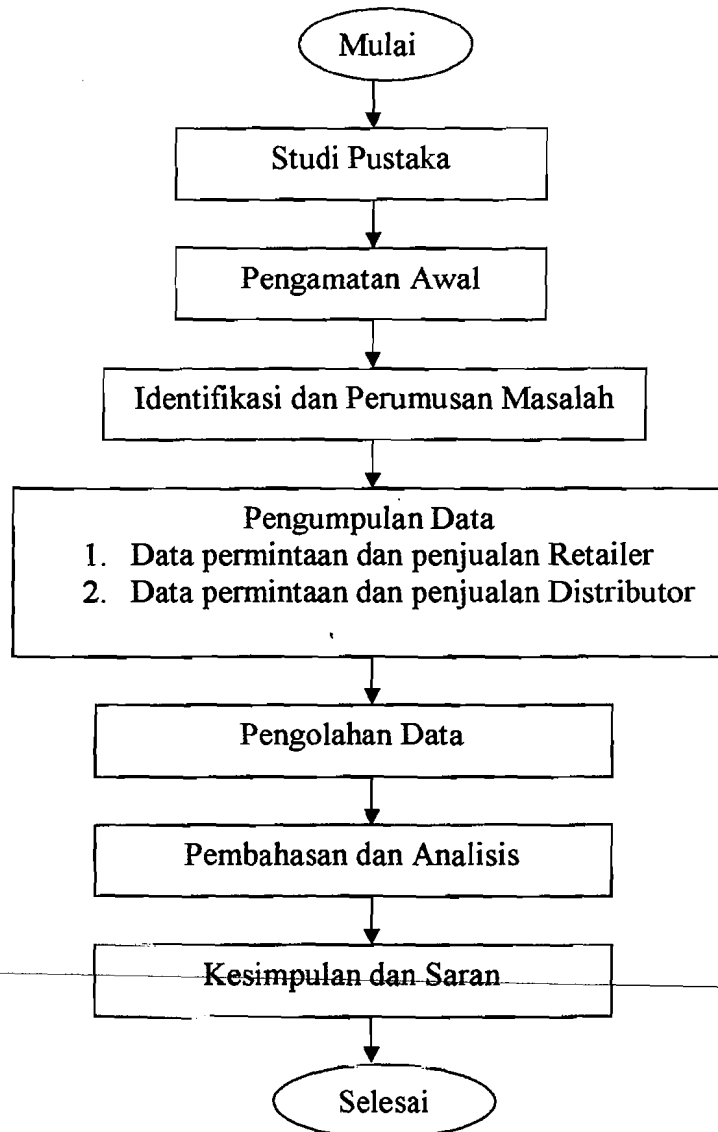 Mulai
Studi Pustaka
Pengamatan Awal
Identifikasi dan Perumusan Masalah
Pengumpulan Data
1. Data permintaan dan penjualan Retailer
2. Data permintaan dan penjualan Distributor
Pengolahan Data
Pembahasan dan Analisis
Kesimpulan dan Saran
Selesai